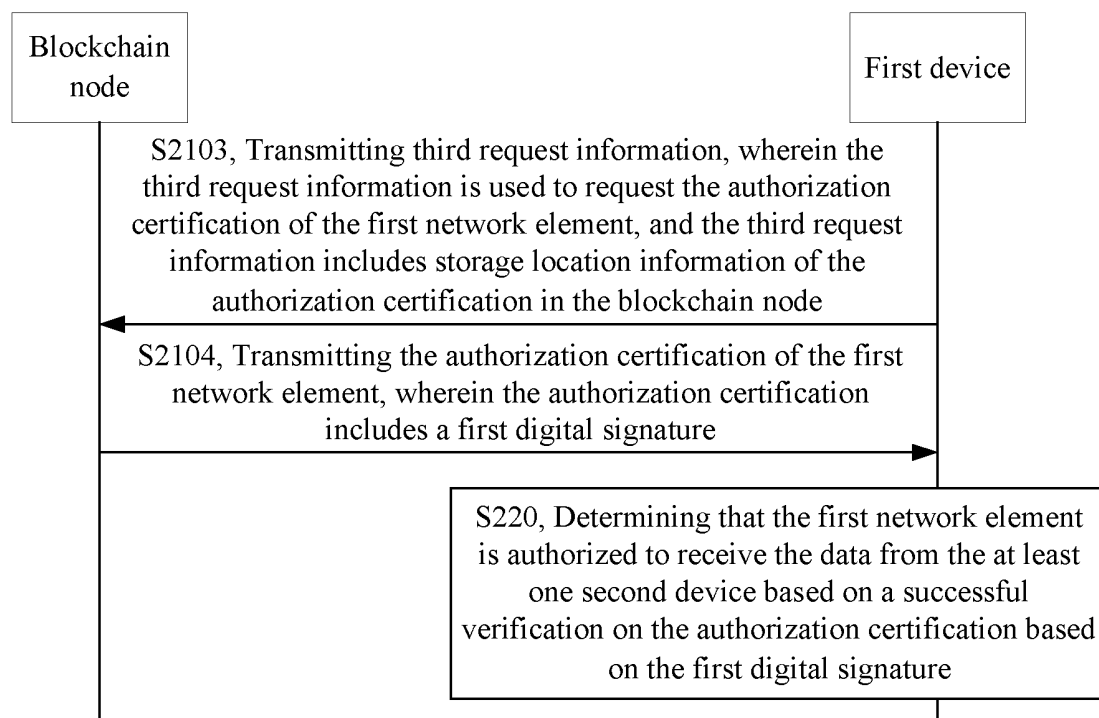 Blockchain
node
First device
S2103, Transmitting third request information, wherein the
third request information is used to request the authorization
certification of the first network element, and the third request
information includes storage location information of the
authorization certification in the blockchain node
S2104, Transmitting the authorization certification of the first
network element, wherein the authorization certification
includes a first digital signature
S220, Determining that the first network element
is authorized to receive the data from the at least
one second device based on a successful
verification on the authorization certification based
on the first digital signature